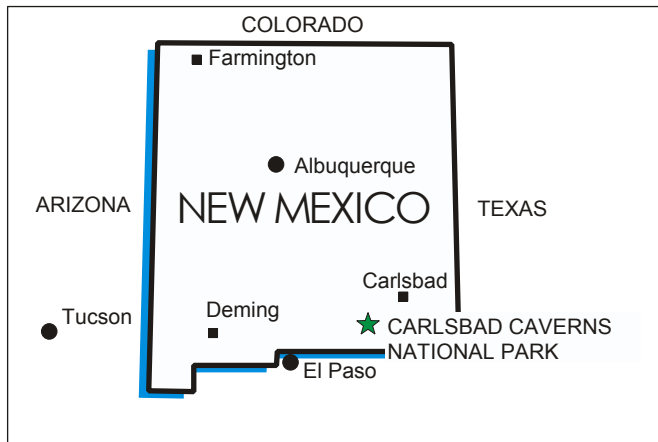 COLORADO
Farmington
Albuquerque
ARIZONA
NEW MEXICO
TEXAS
Carlsbad
Tucson
Deming
CARLSBAD CAVERNS
NATIONAL PARK
El Paso